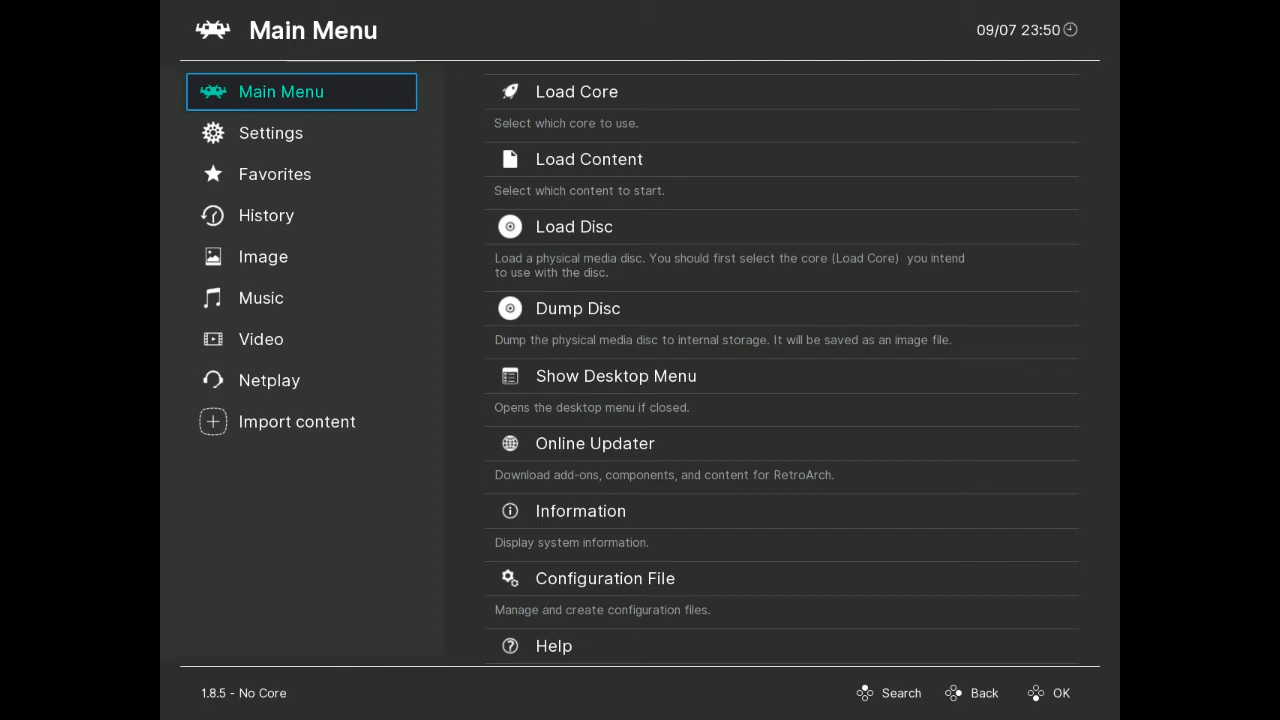 Main Menu
09/07 23:50
Main Menu
Settings
Favorites
History
Image
Music
Video
Netplay
Import content
Load Core
Select which core to use.
Load Content
Select which content to start.
Load Disc
Load a physical media disc. You should first select the core (Load Core) you intend
to use with the disc.
Dump Disc
Dump the physical media disc to internal storage. It will be saved as an image file.
Show Desktop Menu
Opens the desktop menu if closed.
Online Updater
Download add-ons, components, and content for RetroArch.
Information
Display system information.
Configuration File
Manage and create configuration files.
Help
1.8.5 - No Core
Search
Back
OK